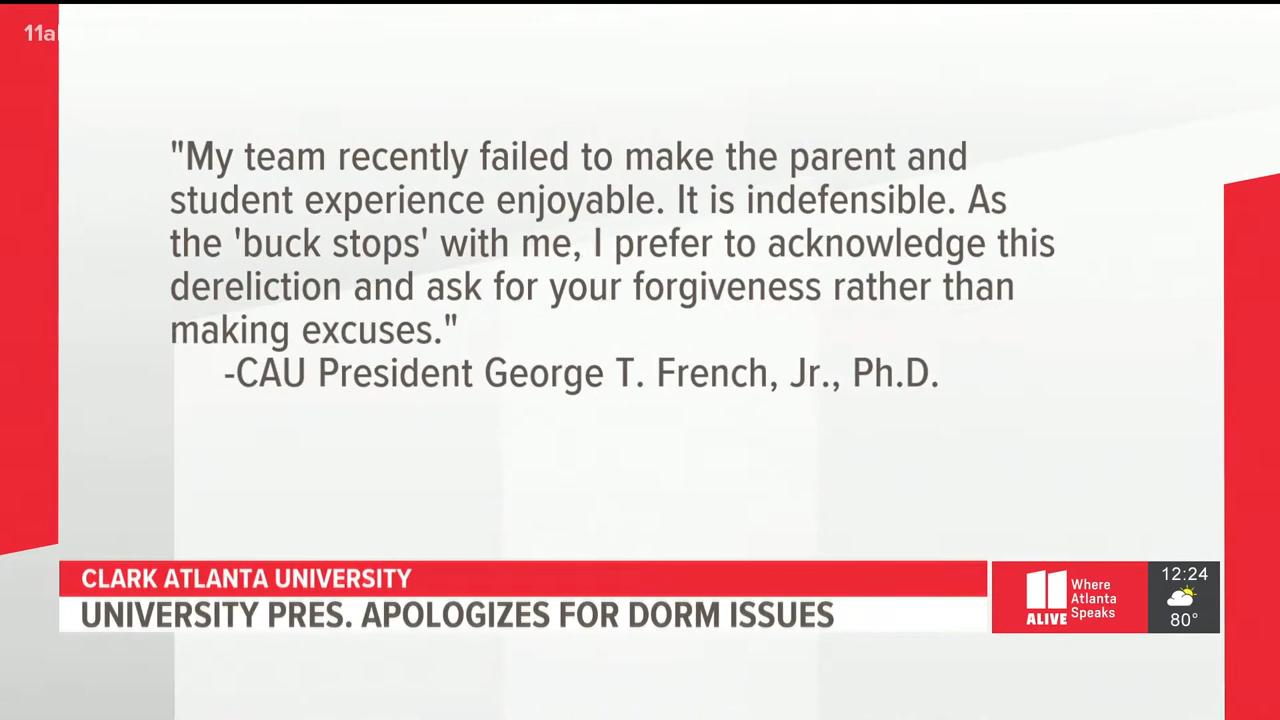 "My team recently failed to make the parent and
student experience enjoyable. It is indefensible. As
the 'buck stops' with me, I prefer to acknowledge this
dereliction and ask for your forgiveness rather than
making excuses."
-CAU President George T. French, Jr., Ph.D.
CLARK ATLANTA UNIVERSITY
UNIVERSITY PRES. APOLOGIZES FOR DORM ISSUES
11
ALIVE
Where
Atlanta
Speaks
12:24
80°